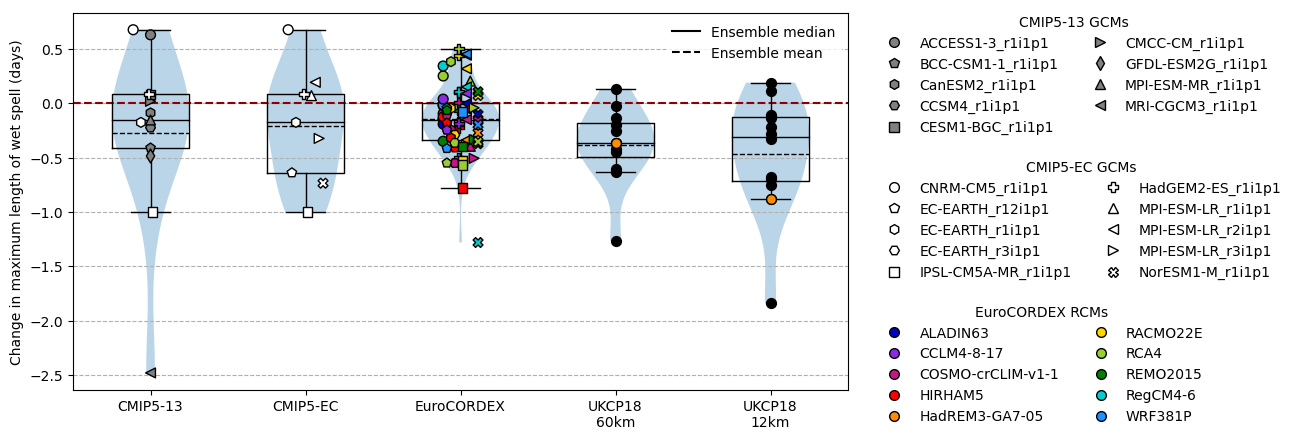 Change in maximum length of wet spell (days)
0.5
0.0
−0.5
−1.0
−1.5
−2.0
−2.5
Ensemble median
Ensemble mean
CMIP5-13
CMIP5-EC
EuroCORDEX
UKCP18
60km
UKCP18
12km
CMIP5-13 GCMs
ACCESS1-3_r1i1p1
BCC-CSM1-1_r1i1p1
CanESM2_r1i1p1
CCSM4_r1i1p1
CESM1-BGC_r1i1p1
CMCC-CM_r1i1p1
GFDL-ESM2G_r1i1p1
MPI-ESM-MR_r1i1p1
MRI-CGCM3_r1i1p1
CMIP5-EC GCMs
CNRM-CM5_r1i1p1
EC-EARTH_r12i1p1
EC-EARTH_r1i1p1
EC-EARTH_r3i1p1
IPSL-CM5A-MR_r1i1p1
HadGEM2-ES_r1i1p1
MPI-ESM-LR_r1i1p1
MPI-ESM-LR_r2i1p1
MPI-ESM-LR_r3i1p1
NorESM1-M_r1i1p1
EuroCORDEX RCMs
ALADIN63
CCLM4-8-17
COSMO-crCLIM-v1-1
HIRHAM5
HadREM3-GA7-05
RACMO22E
RCA4
REMO2015
RegCM4-6
WRF381P